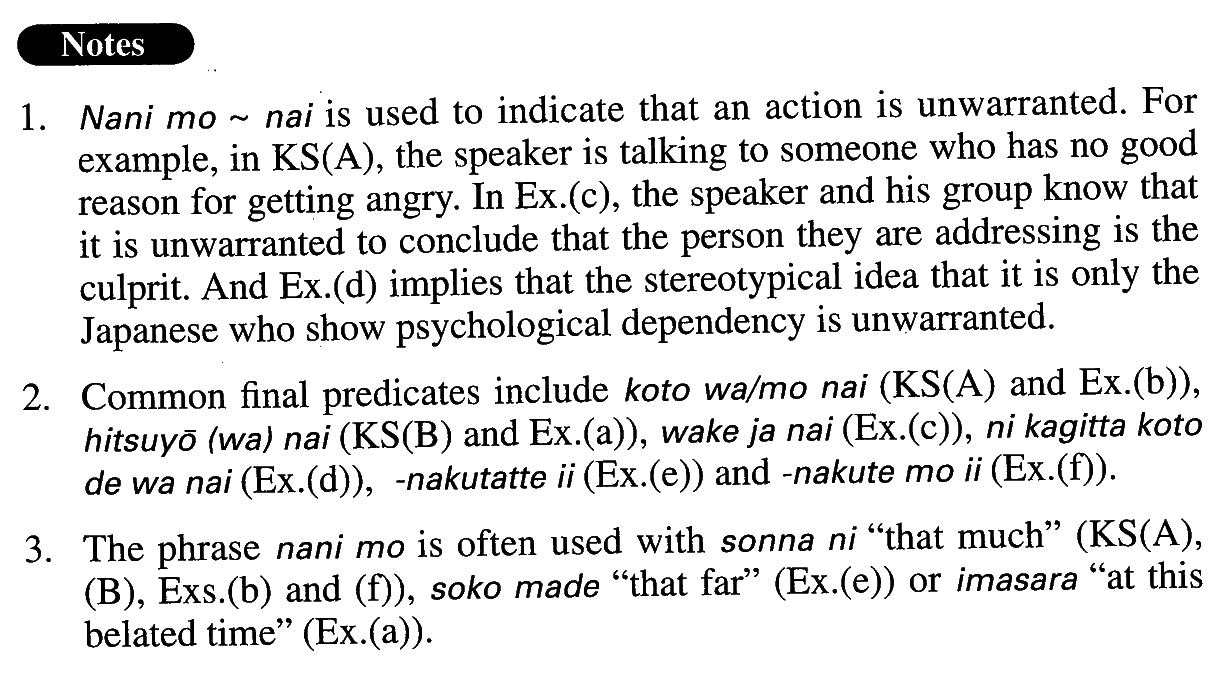 Notes
1. Nani mo ~ nai is used to indicate that an action is unwarranted. For
example, in KS(A), the speaker is talking to someone who has no good
reason for getting angry. In Ex.(c), the speaker and his group know that
it is unwarranted to conclude that the person they are addressing is the
culprit. And Ex.(d) implies that the stereotypical idea that it is only the
Japanese who show psychological dependency is unwarranted.
2. Common final predicates include koto wa/mo nai (KS(A) and Ex.(b)),
hitsuyō (wa) nai (KS(B) and Ex.(a)), wake ja nai (Ex.(c)), ni kagitta koto
de wa nai (Ex.(d)), -nakutatte ii (Ex.(e)) and -nakute mo ii (Ex.(f)).
3. The phrase nani mo is often used with sonna ni “that much” (KS(A),
(B), Exs.(b) and (f)), soko made “that far” (Ex.(e)) or imasara “at this
belated time” (Ex.(a)).